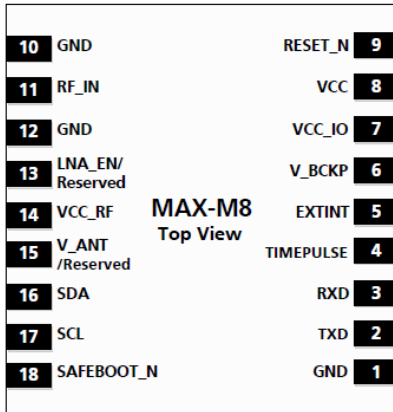 10 GND RESET_N 9
11 RF_IN VCC 8
12 GND VCC_IO 7
13 LNA_EN/
Reserved V_BCKP 6
14 VCC_RF MAX-M8 EXTINT 5
Top View
15 V_ANT
/Reserved TIMEPULSE 4
16 SDA RXD 3
17 SCL TXD 2
18 SAFEBOOT_N GND 1